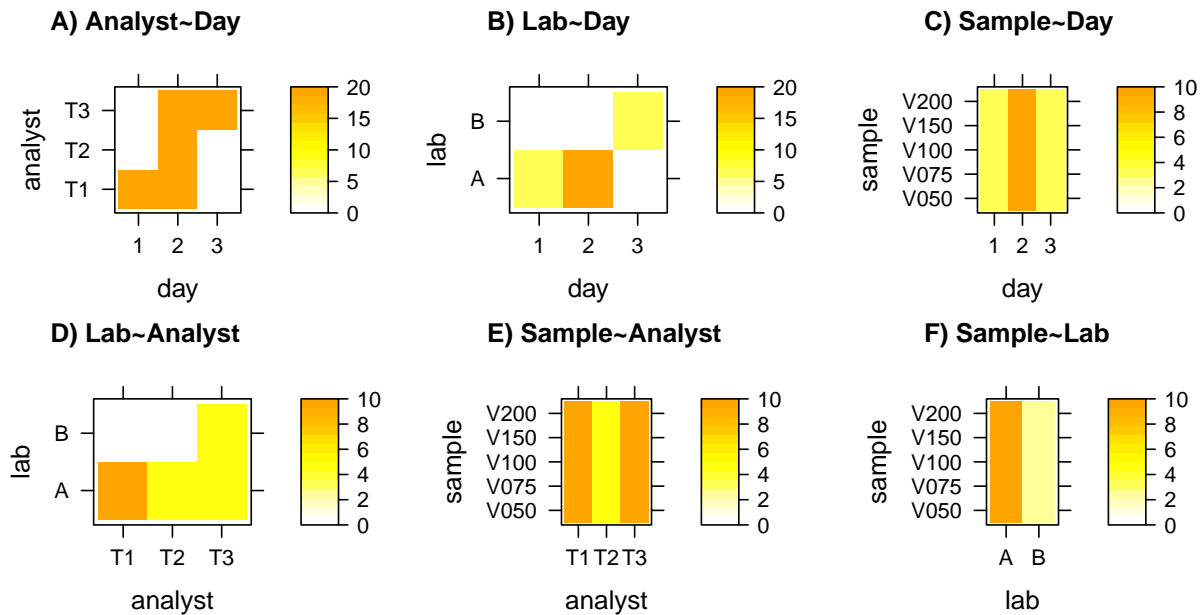 A) Analyst~Day
analyst
T3
T2
T1
1 2 3
day
20
15
10
5
0
B) Lab~Day
lab
B
A
1 2 3
day
20
15
10
5
0
C) Sample~Day
sample
V200
V150
V100
V075
V050
1 2 3
day
10
8
6
4
2
0
D) Lab~Analyst
lab
B
A
T1 T2 T3
analyst
10
8
6
4
2
0
E) Sample~Analyst
sample
V200
V150
V100
V075
V050
T1 T2 T3
analyst
10
8
6
4
2
0
F) Sample~Lab
sample
V200
V150
V100
V075
V050
A B
lab
10
8
6
4
2
0